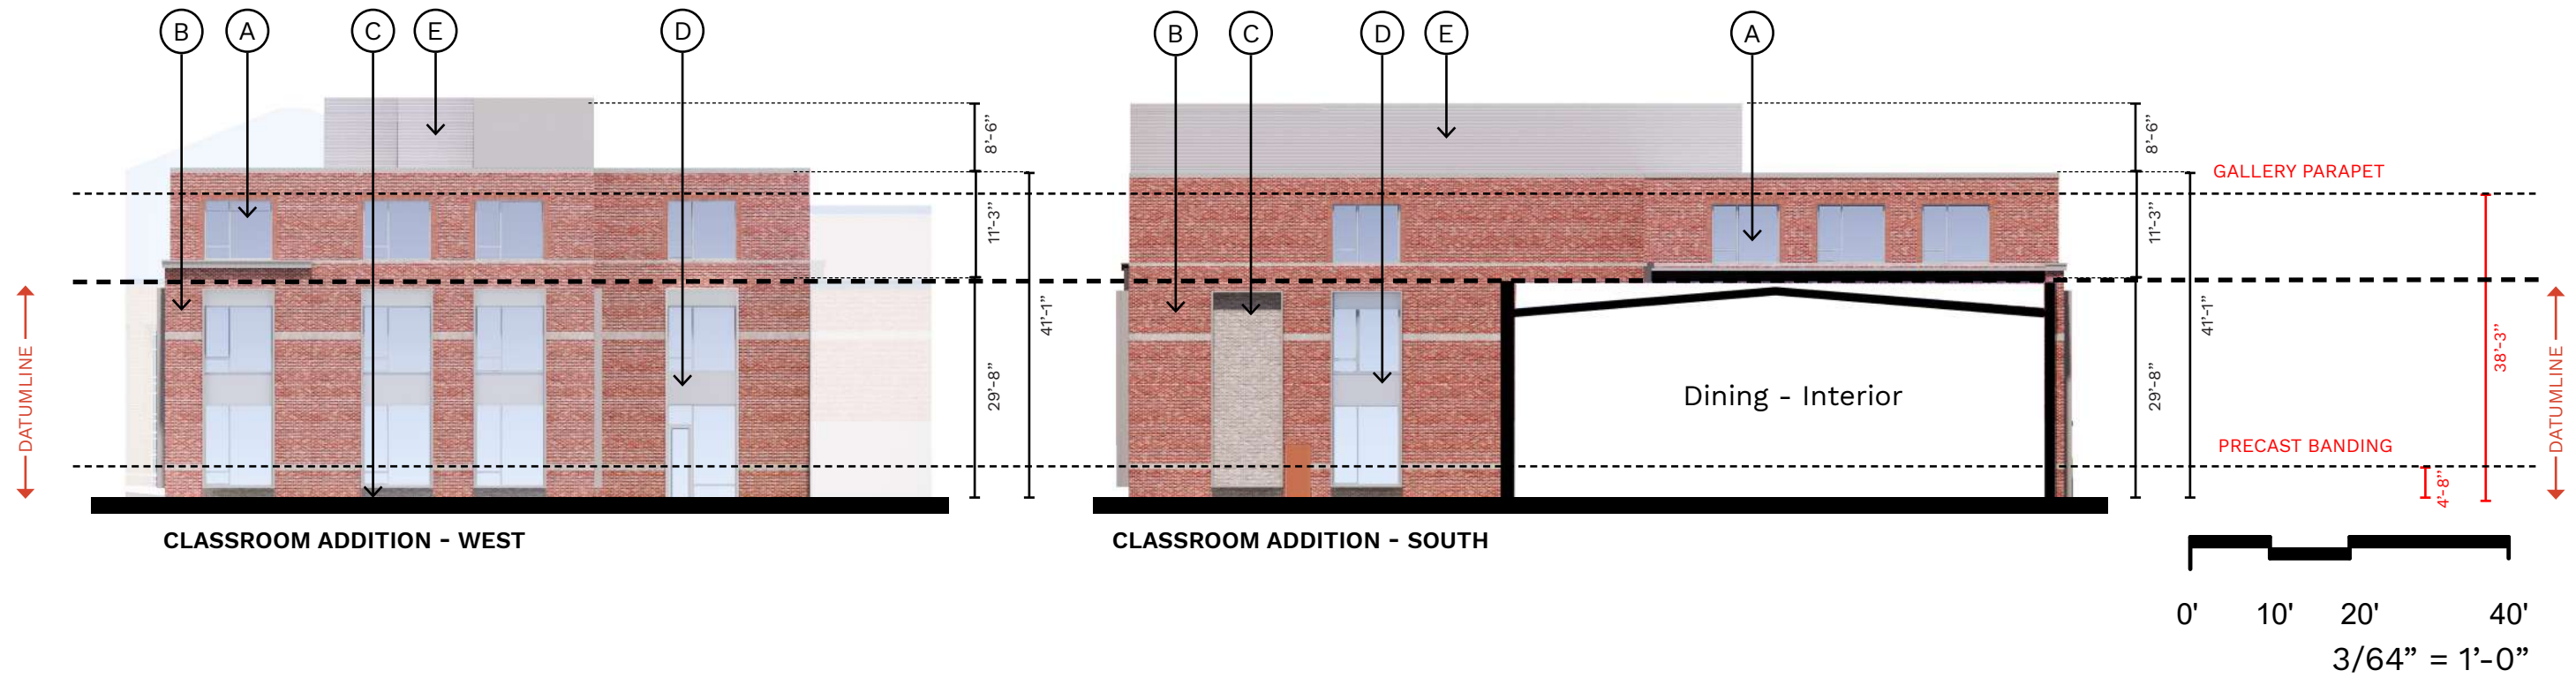 B A C E D
B C D E A
8'-6"
11'-3"
29'-8"
41'-1"
8'-6"
11'-3"
29'-8"
41'-1"
GALLERY PARAPET
38'-3"
PRECAST BANDING
4'-8"
DATUMLINE
DATUMLINE
Dining - Interior
CLASSROOM ADDITION - WEST
CLASSROOM ADDITION - SOUTH
0' 10' 20' 40'
3/64” = 1’-0”